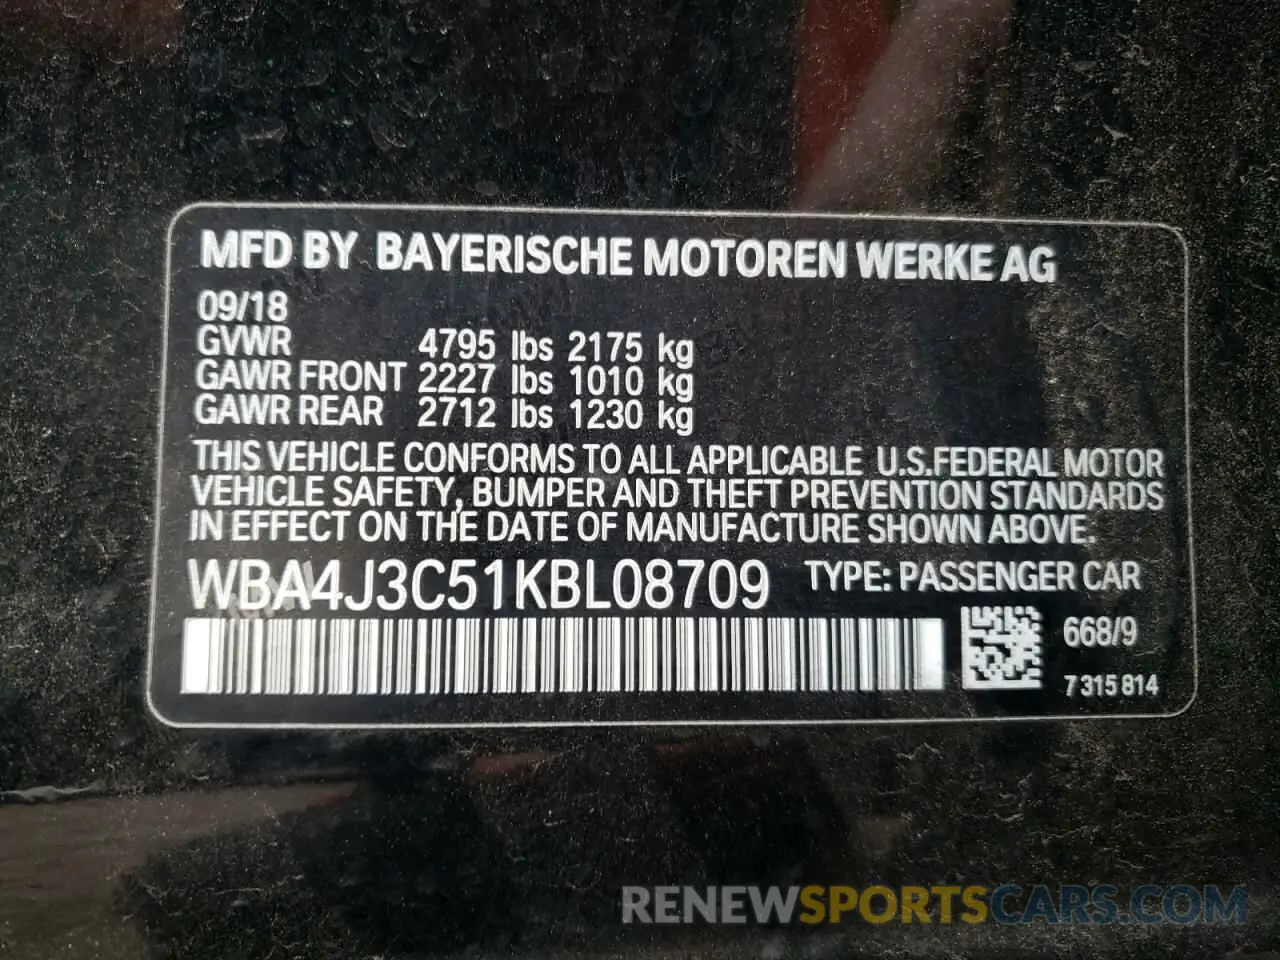 MFD BY BAYERISCHE MOTOREN WERKE AG
09/18
GVWR 4795 lbs 2175 kg
GAWR FRONT 2227 lbs 1010 kg
GAWR REAR 2712 lbs 1230 kg
THIS VEHICLE CONFORMS TO ALL APPLICABLE U.S.FEDERAL MOTOR
VEHICLE SAFETY, BUMPER AND THEFT PREVENTION STANDARDS
IN EFFECT ON THE DATE OF MANUFACTURE SHOWN ABOVE.
WBA4J3C51KBL08709 TYPE: PASSENGER CAR
668/9
7 315 814
RENEWSPORTSCARS.COM